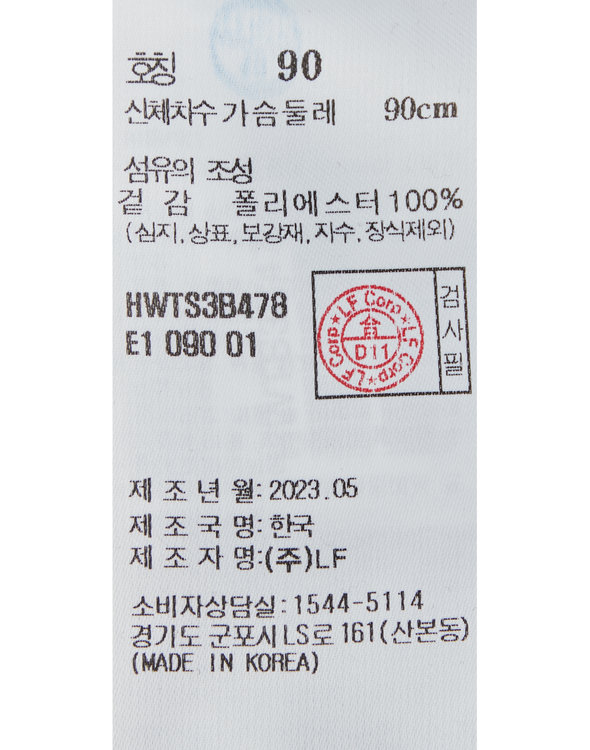 호칭 90
신체치수 가슴둘레 90cm
섬유의 조성
겉 감 폴리에스터 100%
(심지, 상표, 보강재, 자수, 장식제외)
HWTS3B478
E1 090 01
★LF Corp★LF Corp★LF Corp
合
D11
검사필
제 조 년 월: 2023.05
제 조 국 명: 한국
제 조 자 명:(주)LF
소비자상담실: 1544-5114
경기도 군포시 LS로 161(산본동)
(MADE IN KOREA)